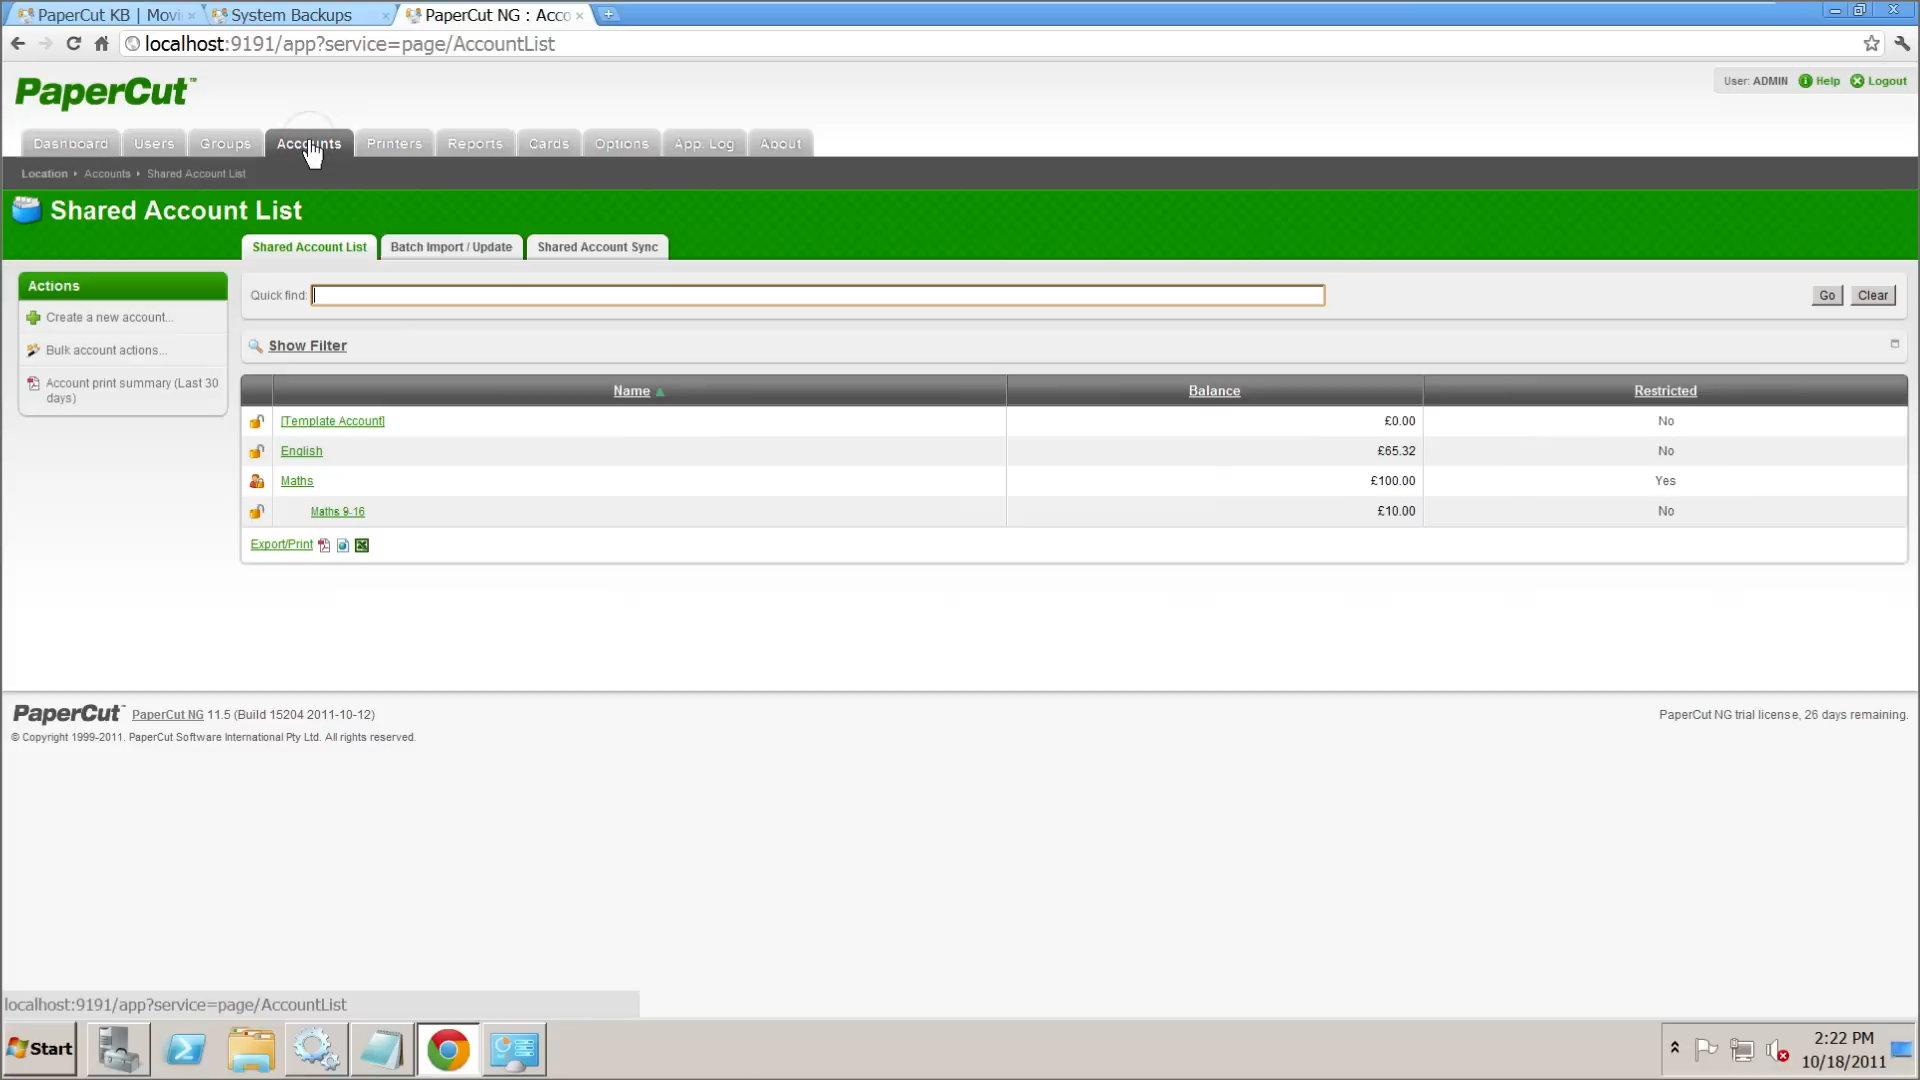 PaperCut KB | Movi
System Backups
PaperCut NG : Acco
localhost:9191/app?service=page/AccountList
PaperCut™
User: ADMIN Help Logout
Dashboard Users Groups Accounts Printers Reports Cards Options App. Log About
Location Accounts Shared Account List
Shared Account List
Shared Account List Batch Import / Update Shared Account Sync
Actions
Create a new account...
Bulk account actions...
Account print summary (Last 30
days)
Quick find: Go Clear
Show Filter
Name Balance Restricted
[Template Account] £0.00 No
English £65.32 No
Maths £100.00 Yes
Maths 9-16 £10.00 No
Export/Print
PaperCut™ PaperCut NG 11.5 (Build 15204 2011-10-12)
PaperCut NG trial license, 26 days remaining.
© Copyright 1999-2011. PaperCut Software International Pty Ltd. All rights reserved.
localhost:9191/app?service=page/AccountList
Start
2:22 PM
10/18/2011